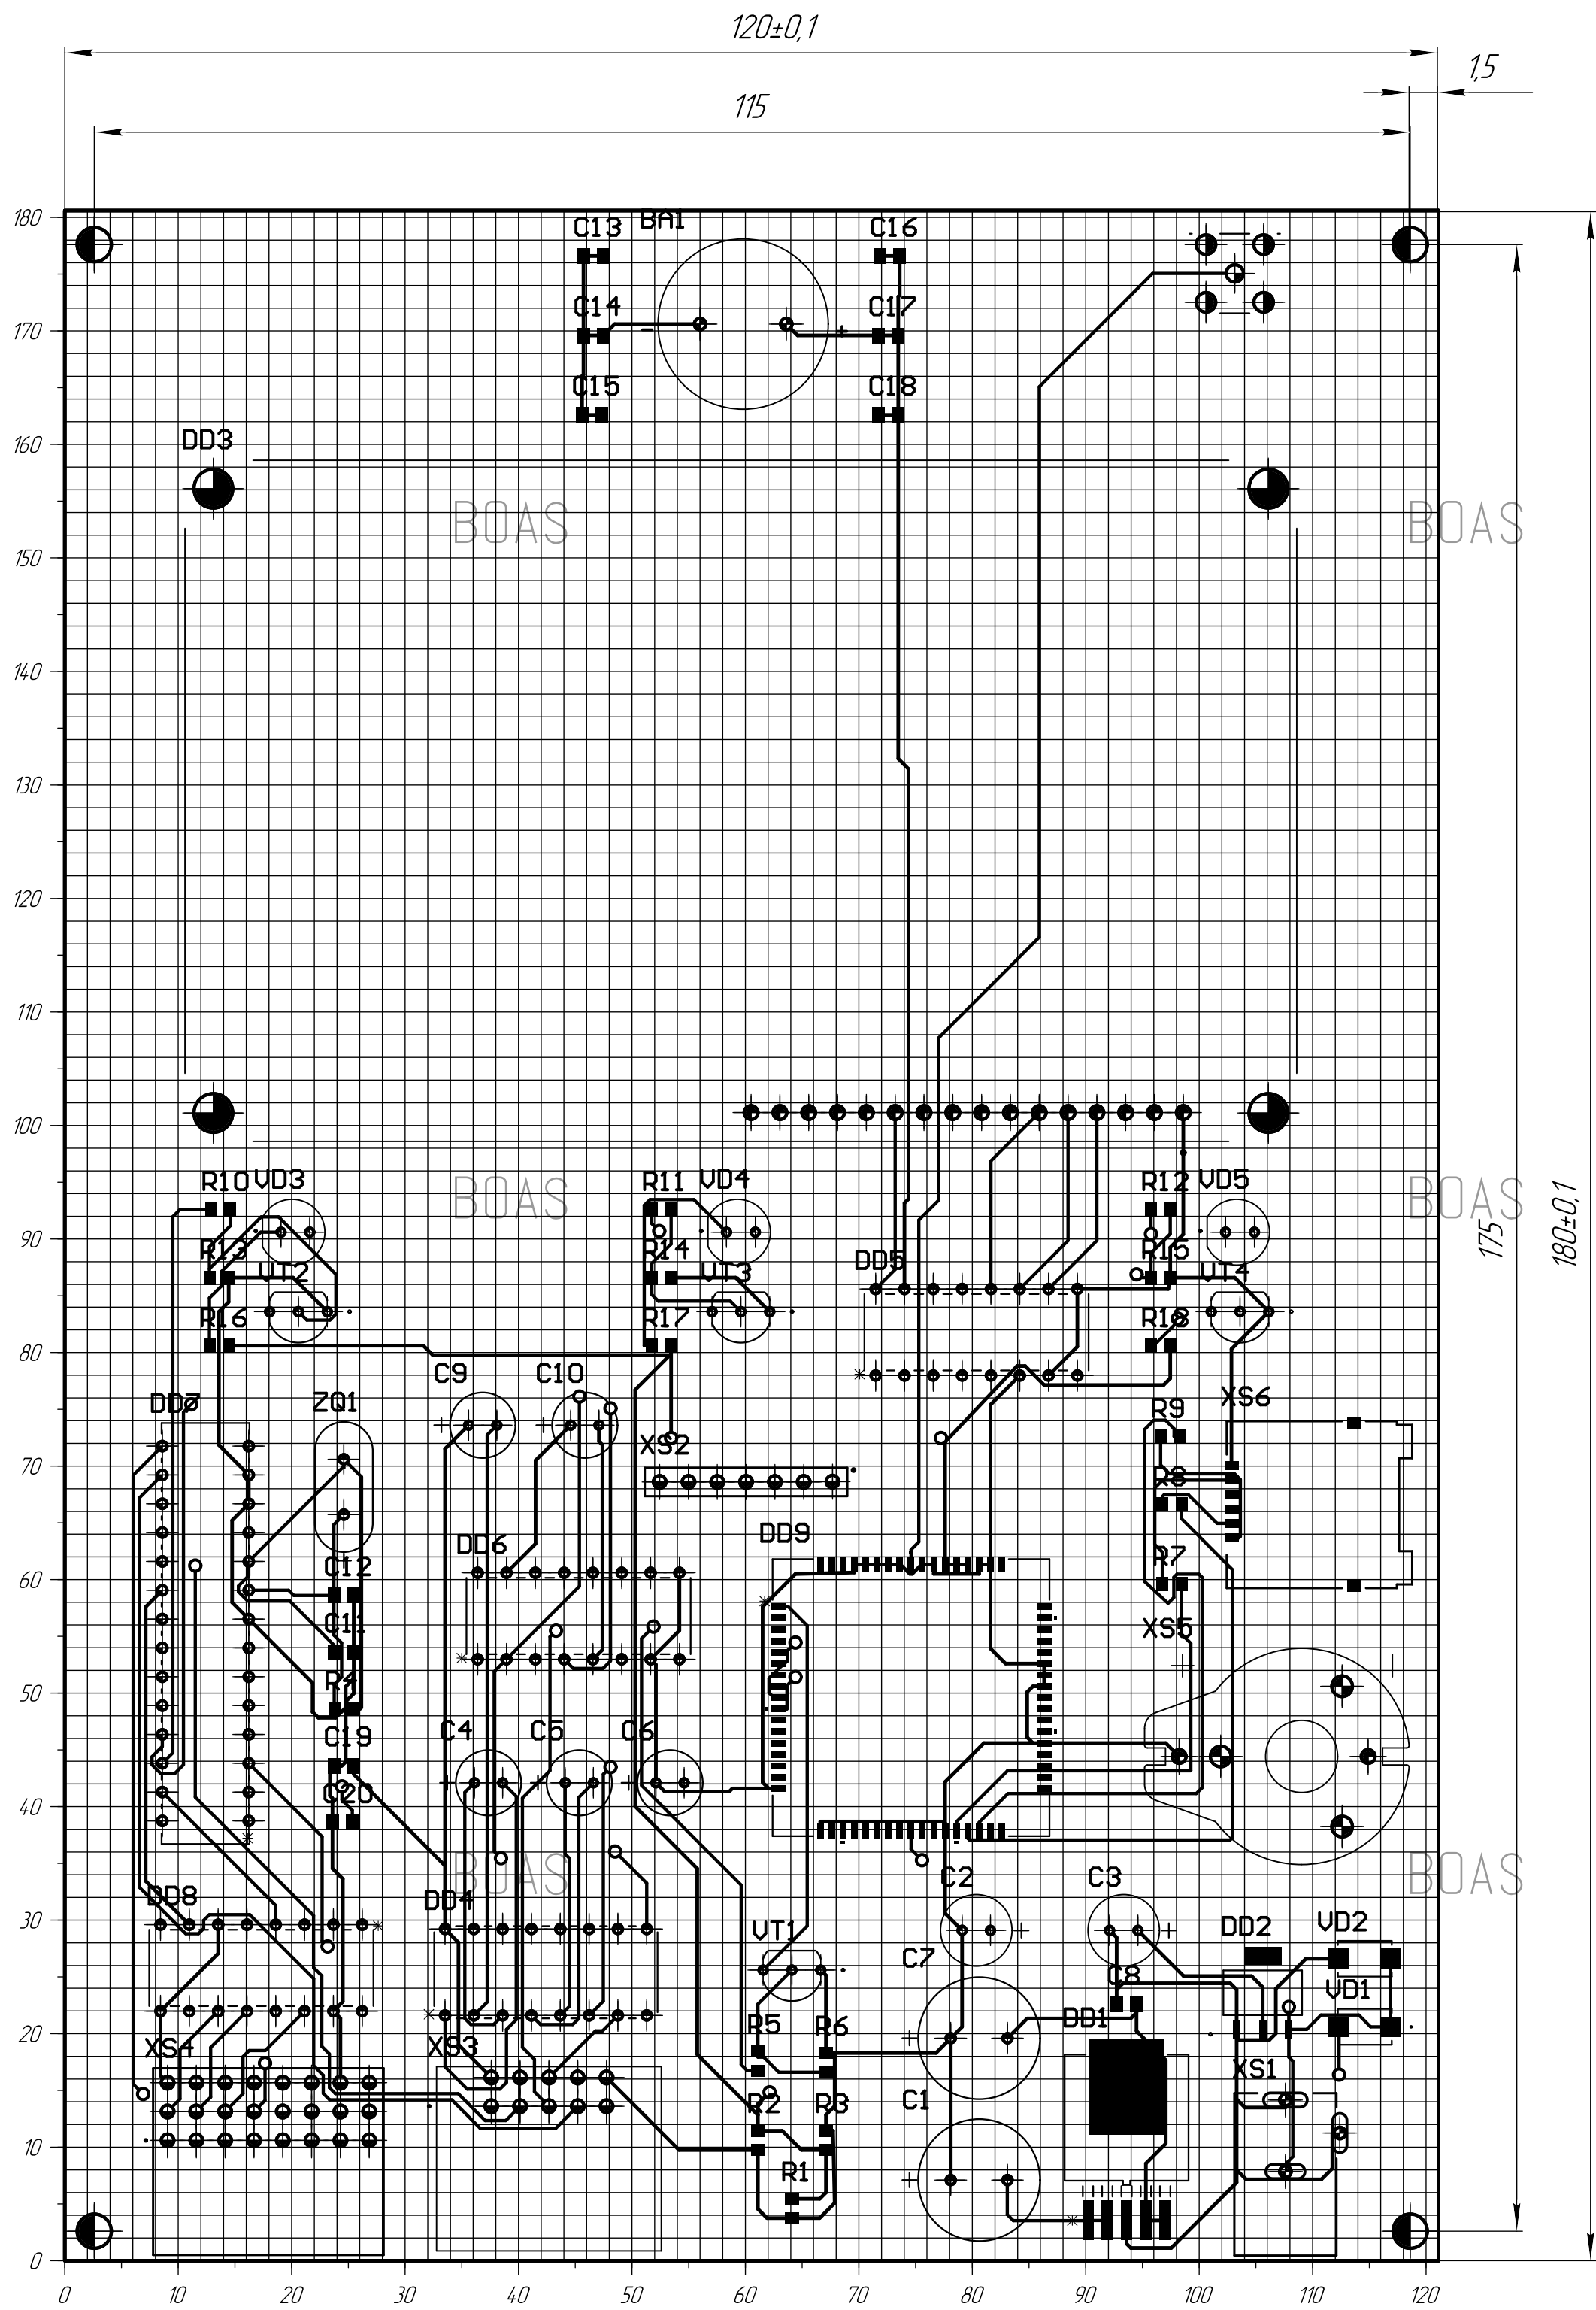 120±0,1
1,5
115
180
C13 BA1 C16
C14 C17
170
- +
C15 C18
160
DD3
BOAS BOAS
150
140
130
120
110
100
R10 VD3 R11 VD4 R12 VD5
BOAS BOAS
175
180±0,1
90
R13 VT2 R14 VT3 DD5 R15 VT4
R16 R17 R18
80
C9 C10
DD7 ZQ1 XS6
R9
XS2
70
R8
DD6 DD9
C12 R7
60
C11 XS5
R4
50
C19 C4 C5 C6
C20
40
BOAS BOAS
DD8 DD4 C2 C3
30
VT1 C7 DD2 VD2
C8 VD1
DD1
20
XS4 XS3 R5 R6
XS1
R2 R3 C1
10
R1
0
0 10 20 30 40 50 60 70 80 90 100 110 120